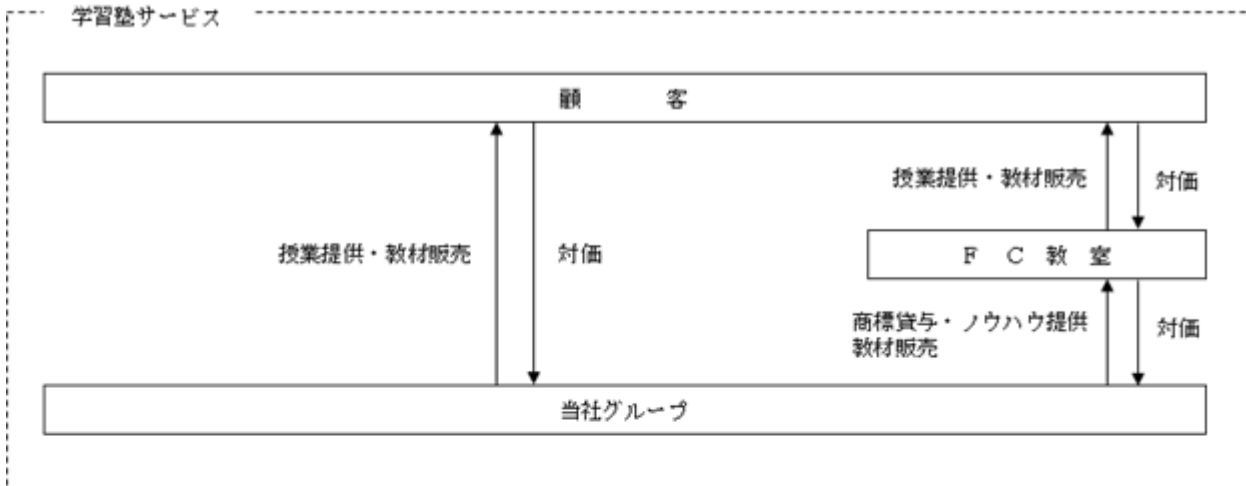 学習塾サービス
顧 客
授業提供・教材販売
対価
授業提供・教材販売
対価
F C 教 室
商標貸与・ノウハウ提供
教材販売
対価
当社グループ